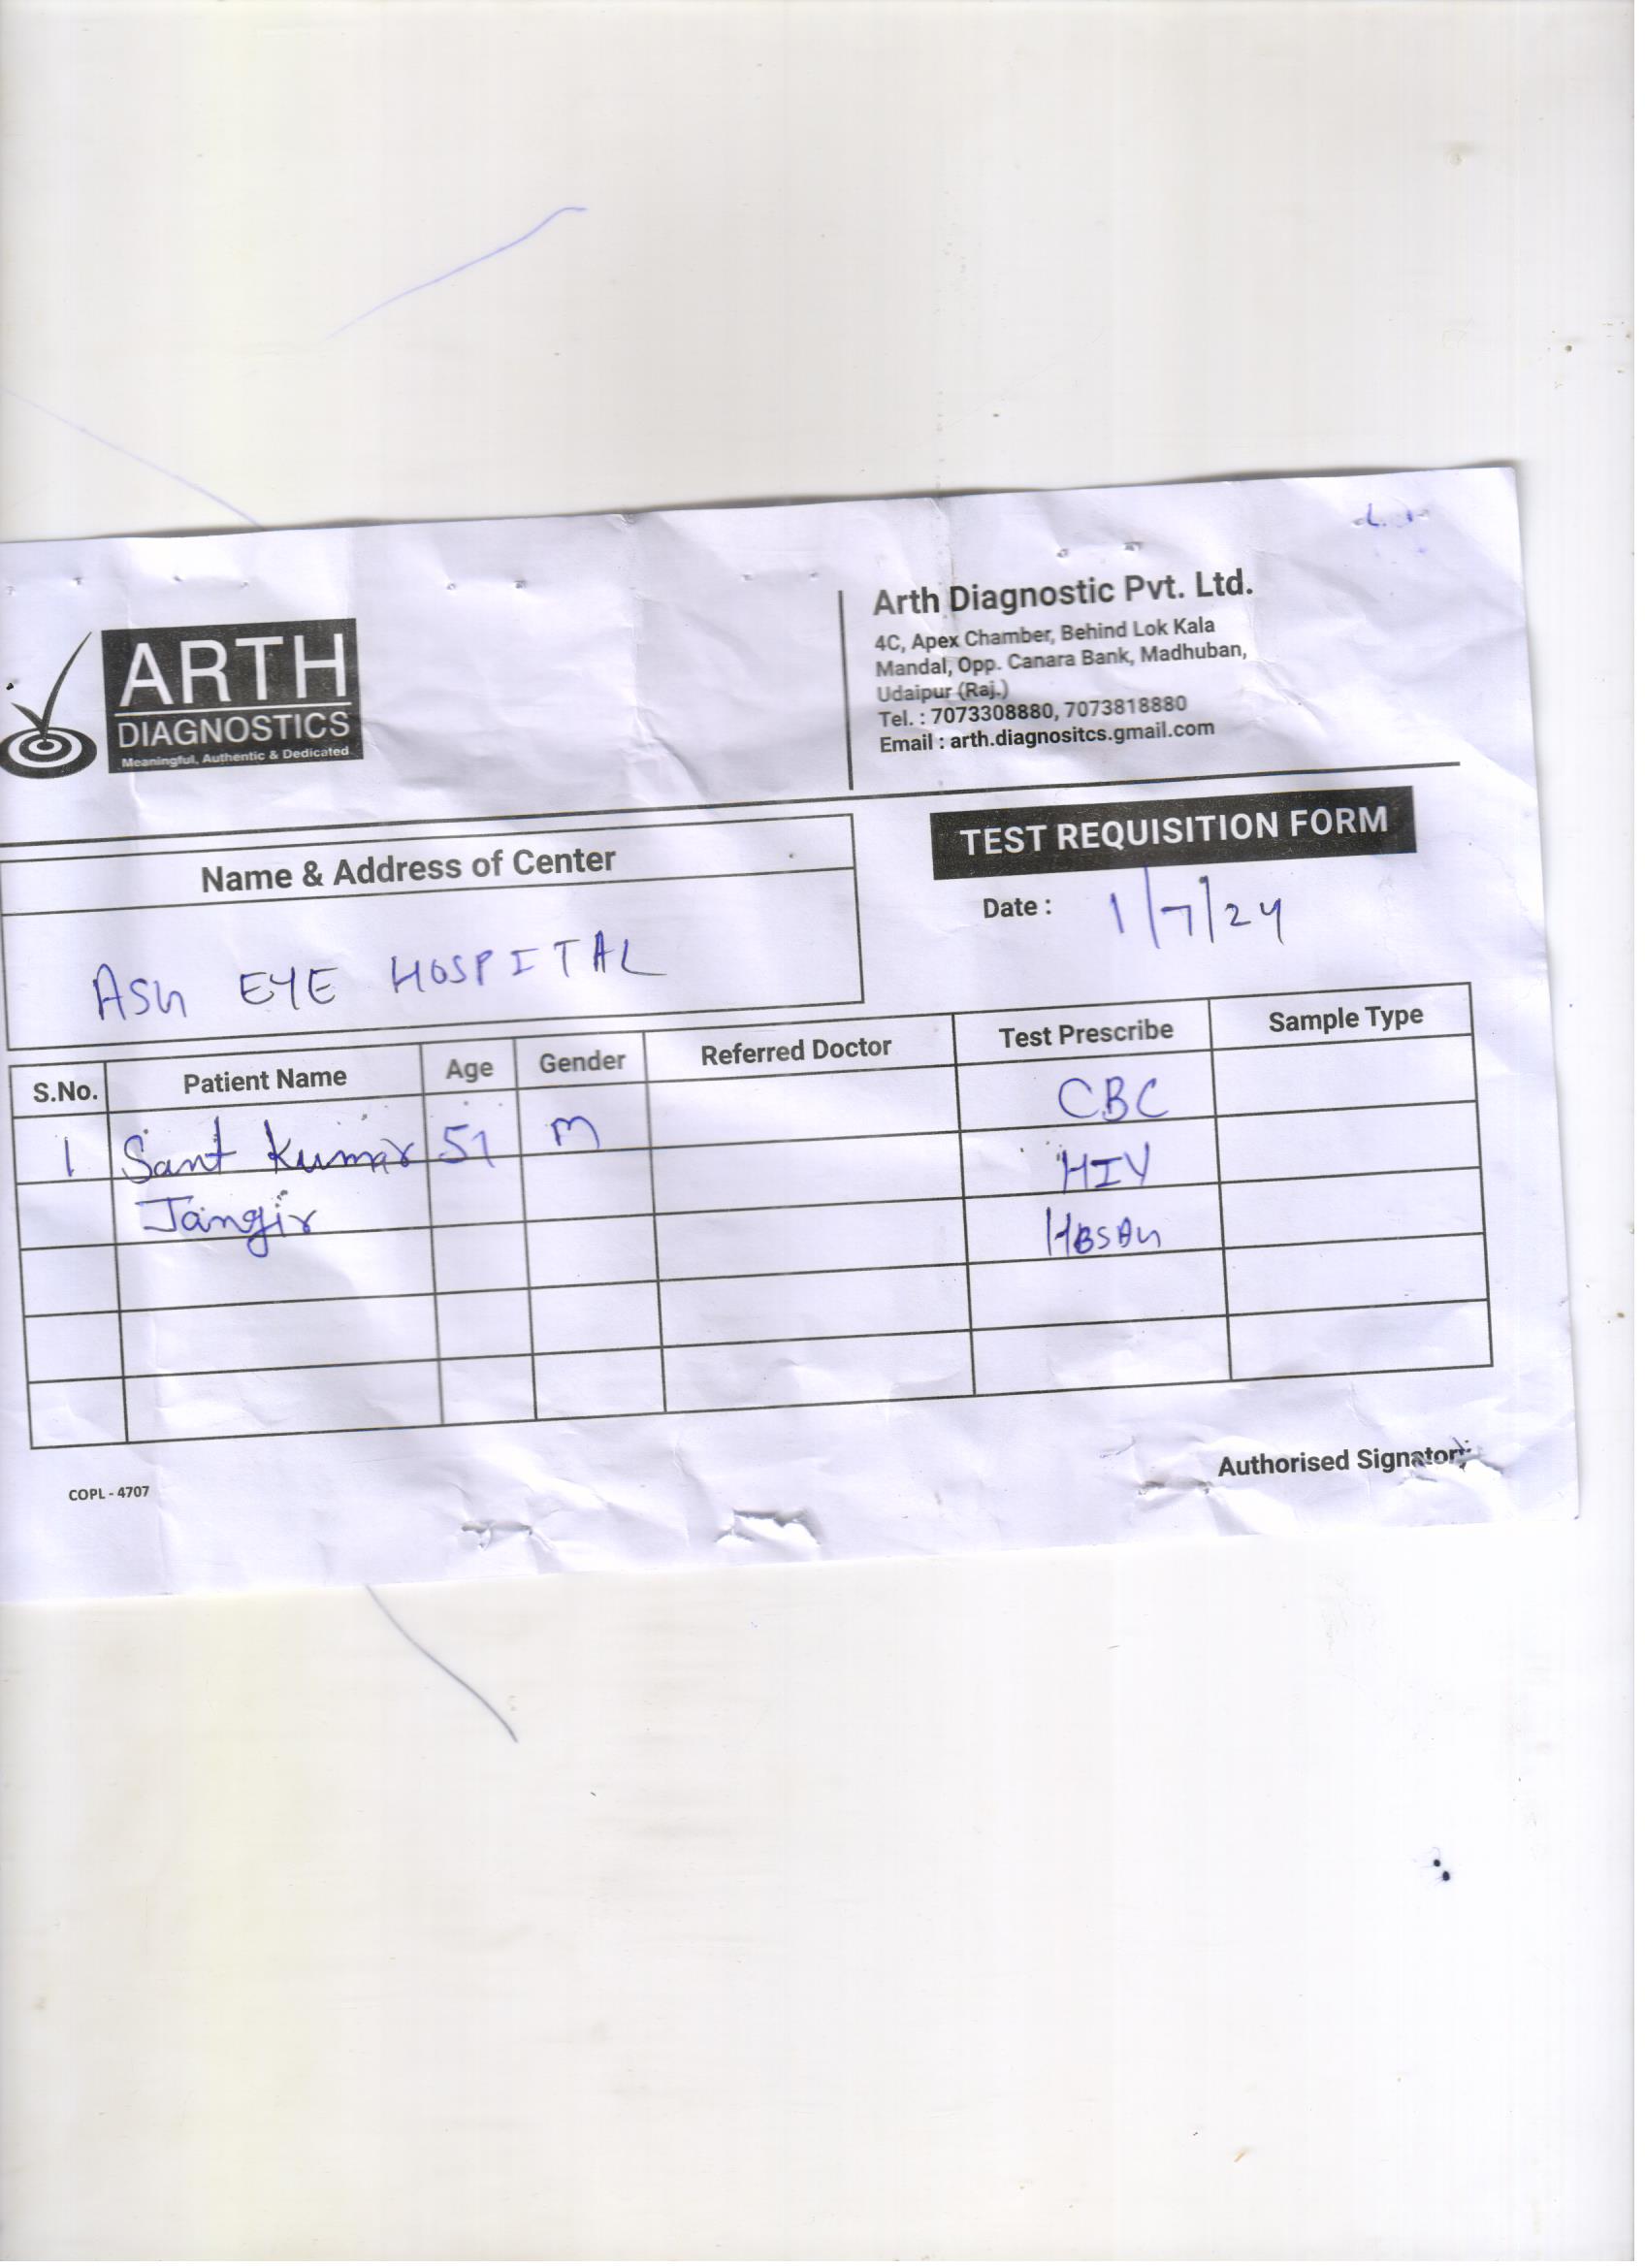 ARTH
DIAGNOSTICS
Meaningful, Authentic & Dedicated
Arth Diagnostic Pvt. Ltd.
4C, Apex Chamber, Behind Lok Kala
Mandal, Opp. Canara Bank, Madhuban,
Udaipur (Raj.)
Tel. : 7073308880, 7073818880
Email : arth.diagnositcs.gmail.com
TEST REQUISITION FORM
Date : 1/7/24
Name & Address of Center
ASG EYE HOSPITAL
S.No. Patient Name Age Gender Referred Doctor Test Prescribe Sample Type
1 Sant Kumar 51 M CBC
Jangir HIV
HBSAG
Authorised Signatory
COPL - 4707